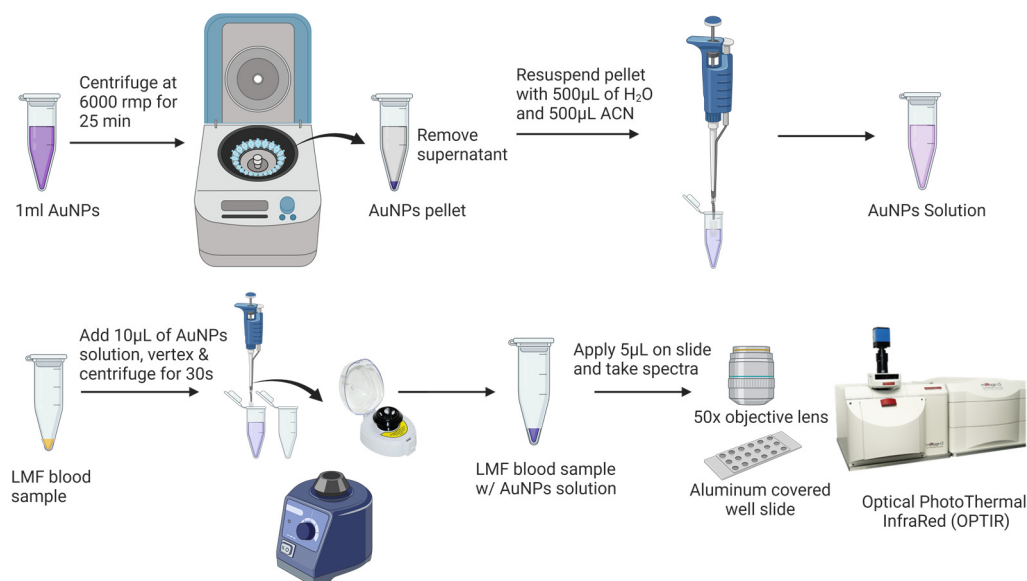 Centrifuge at
6000 rmp for
25 min
1ml AuNPs
Remove
supernatant
AuNPs pellet
Resuspend pellet
with 500µL of H₂O
and 500µL ACN
AuNPs Solution
Add 10µL of AuNPs
solution, vertex &
centrifuge for 30s
LMF blood
sample
LMF blood sample
w/ AuNPs solution
Apply 5µL on slide
and take spectra
50x objective lens
Aluminum covered
well slide
Optical PhotoThermal
InfraRed (OPTIR)